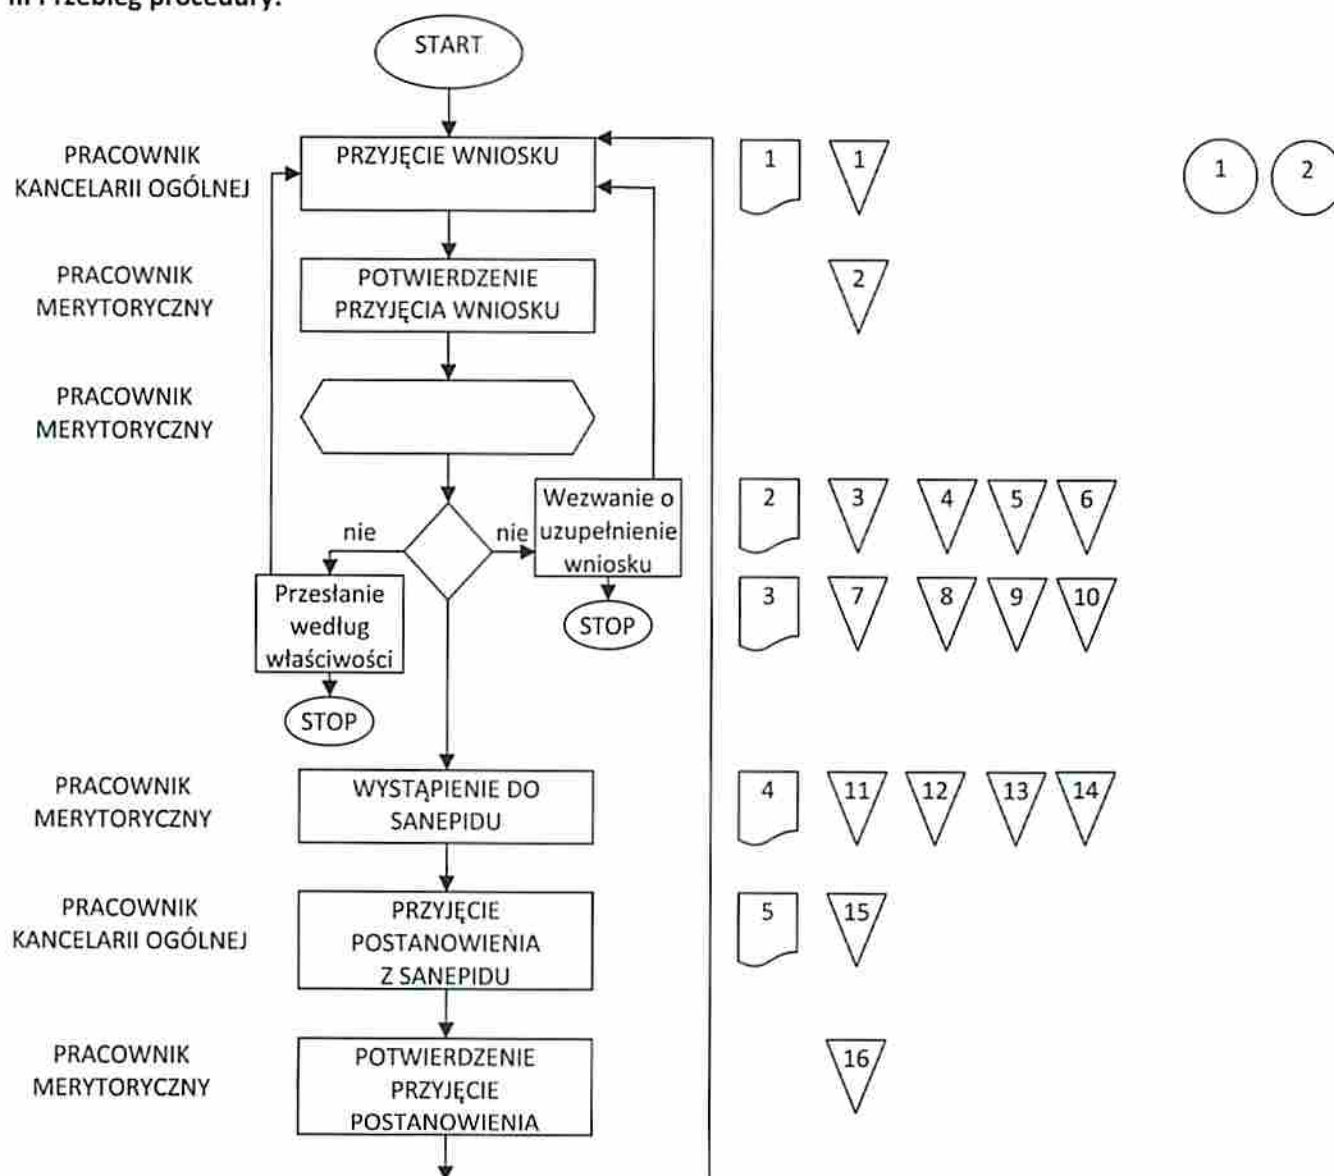 III Przebieg procedury:
START
PRACOWNIK
KANCELARII OGÓLNEJ
PRZYJĘCIE WNIOSKU
1
1
1
2
PRACOWNIK
MERYTORYCZNY
POTWIERDZENIE
PRZYJĘCIA WNIOSKU
2
PRACOWNIK
MERYTORYCZNY
nie
nie
Wezwanie o
uzupełnienie
wniosku
2
3
4
5
6
Przesłanie
według
właściwości
STOP
3
7
8
9
10
STOP
PRACOWNIK
MERYTORYCZNY
WYSTĄPIENIE DO
SANEPIDU
4
11
12
13
14
PRACOWNIK
KANCELARII OGÓLNEJ
PRZYJĘCIE
POSTANOWIENIA
Z SANEPIDU
5
15
PRACOWNIK
MERYTORYCZNY
POTWIERDZENIE
PRZYJĘCIE
POSTANOWIENIA
16